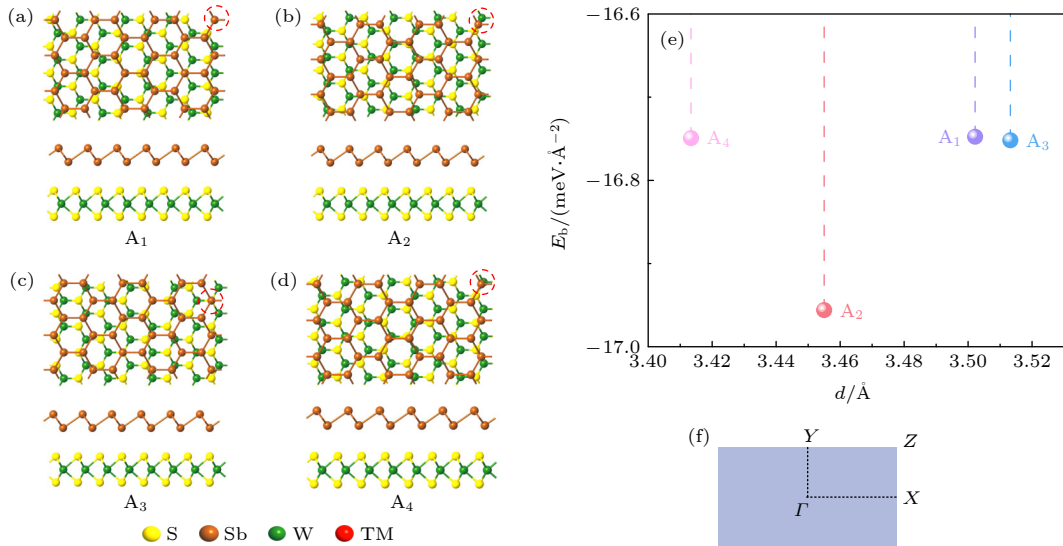 (a)
A₁
(b)
A₂
(c)
A₃
(d)
A₄
S Sb W TM
(e)
−16.6
−16.8
−17.0
E_b/(meV·Å⁻²)
A₄
A₂
A₁
A₃
3.40 3.42 3.44 3.46 3.48 3.50 3.52
d/Å
(f)
Y Z
Γ X